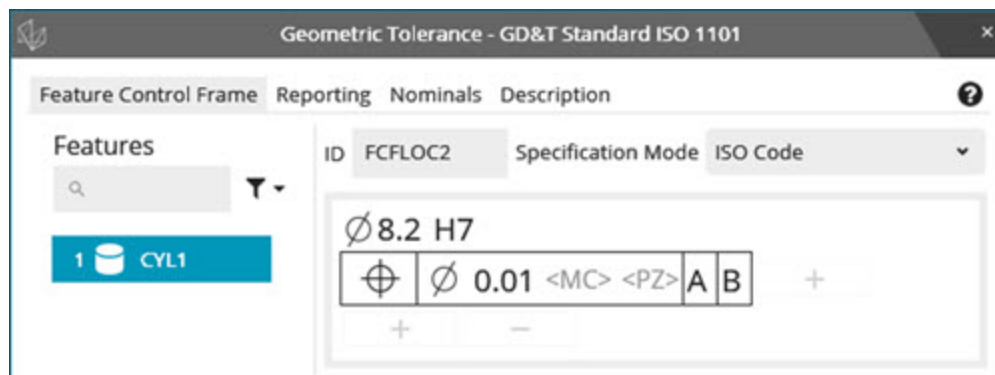 Geometric Tolerance - GD&T Standard ISO 1101 ×
Feature Control Frame Reporting Nominals Description ?
Features
ID FCFLOC2 Specification Mode ISO Code
1 CYL1
∅8.2 H7
⌖ ∅ 0.01 <MC> <PZ> A B +
+ −